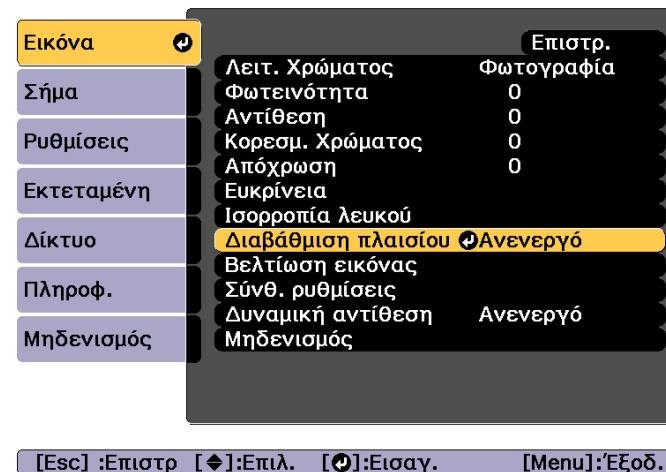 Εικόνα
Σήμα
Ρυθμίσεις
Εκτεταμένη
Δίκτυο
Πληροφ.
Μηδενισμός
Επιστρ.
Λειτ. Χρώματος Φωτογραφία
Φωτεινότητα 0
Αντίθεση 0
Κορεσμ. Χρώματος 0
Απόχρωση 0
Ευκρίνεια
Ισορροπία λευκού
Διαβάθμιση πλαισίου Ανενεργό
Βελτίωση εικόνας
Σύνθ. ρυθμίσεις
Δυναμική αντίθεση Ανενεργό
Μηδενισμός
[Esc] :Επιστρ [◆]:Επιλ. [↵]:Εισαγ. [Menu]:Έξοδ.